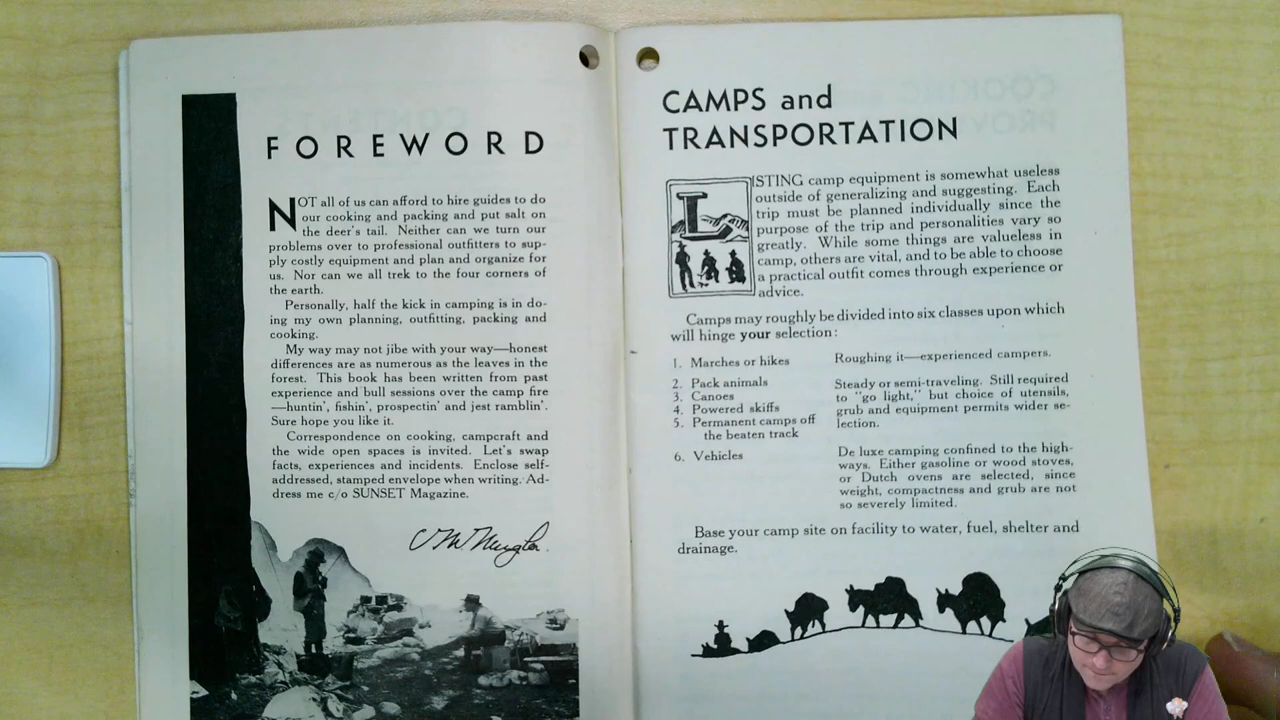 FOREWORD
NOT all of us can afford to hire guides to do
our cooking and packing and put salt on
the deer's tail. Neither can we turn our
problems over to professional outfitters to sup-
ply costly equipment and plan and organize for
us. Nor can we all trek to the four corners of
the earth.
Personally, half the kick in camping is in do-
ing my own planning, outfitting, packing and
cooking.
My way may not jibe with your way—honest
differences are as numerous as the leaves in the
forest. This book has been written from past
experience and bull sessions over the camp fire
—huntin', fishin', prospectin' and jest ramblin'.
Sure hope you like it.
Correspondence on cooking, campcraft and
the wide open spaces is invited. Let's swap
facts, experiences and incidents. Enclose self-
addressed, stamped envelope when writing. Ad-
dress me c/o SUNSET Magazine.
CAMPS and
TRANSPORTATION
LISTING camp equipment is somewhat useless
outside of generalizing and suggesting. Each
trip must be planned individually since the
purpose of the trip and personalities vary so
greatly. While some things are valueless in
camp, others are vital, and to be able to choose
a practical outfit comes through experience or
advice.
Camps may roughly be divided into six classes upon which
will hinge your selection:
1. Marches or hikes
Roughing it—experienced campers.
2. Pack animals
3. Canoes
4. Powered skiffs
5. Permanent camps off
the beaten track
Steady or semi-traveling. Still required
to "go light," but choice of utensils,
grub and equipment permits wider se-
lection.
6. Vehicles
De luxe camping confined to the high-
ways. Either gasoline or wood stoves,
or Dutch ovens are selected, since
weight, compactness and grub are not
so severely limited.
Base your camp site on facility to water, fuel, shelter and
drainage.